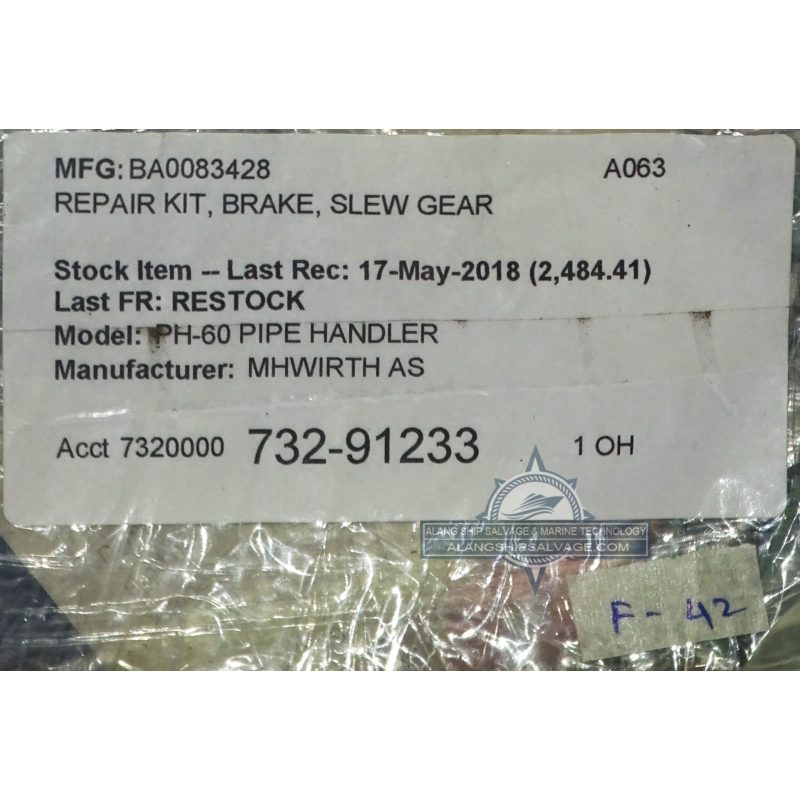 MFG: BA0083428 A063
REPAIR KIT, BRAKE, SLEW GEAR
Stock Item -- Last Rec: 17-May-2018 (2,484.41)
Last FR: RESTOCK
Model: PH-60 PIPE HANDLER
Manufacturer: MHWIRTH AS
Acct 7320000 732-91233 1 OH
ALANG SHIP SALVAGE & MARINE TECHNOLOGY
ALANGSHIPSALVAGE.COM
F-42